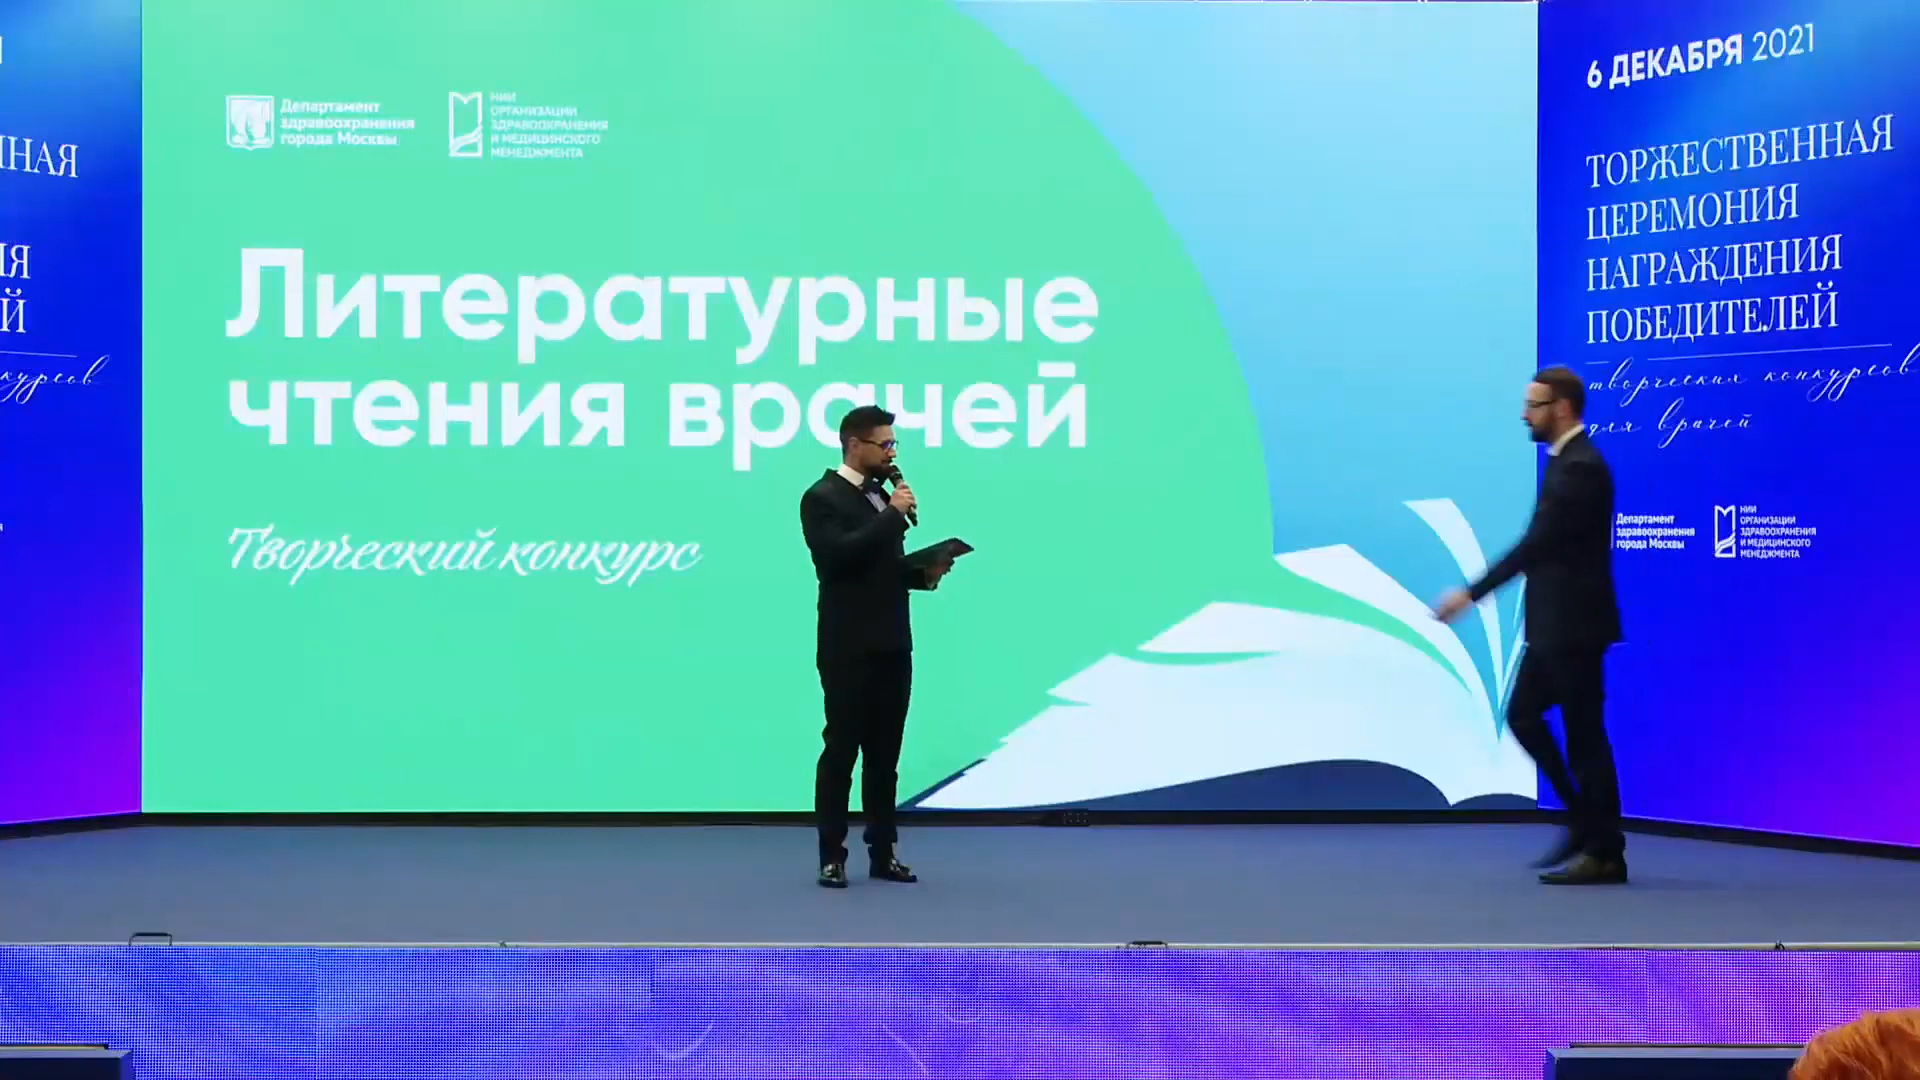 Департамент
здравоохранения
города Москвы
НИИ
ОРГАНИЗАЦИИ
ЗДРАВООХРАНЕНИЯ
И МЕДИЦИНСКОГО
МЕНЕДЖМЕНТА
Литературные
чтения врачей
Творческий конкурс
6 ДЕКАБРЯ 2021
ТОРЖЕСТВЕННАЯ
ЦЕРЕМОНИЯ
НАГРАЖДЕНИЯ
ПОБЕДИТЕЛЕЙ
творческих конкурсов
для врачей
Департамент
здравоохранения
города Москвы
НИИ
ОРГАНИЗАЦИИ
ЗДРАВООХРАНЕНИЯ
И МЕДИЦИНСКОГО
МЕНЕДЖМЕНТА